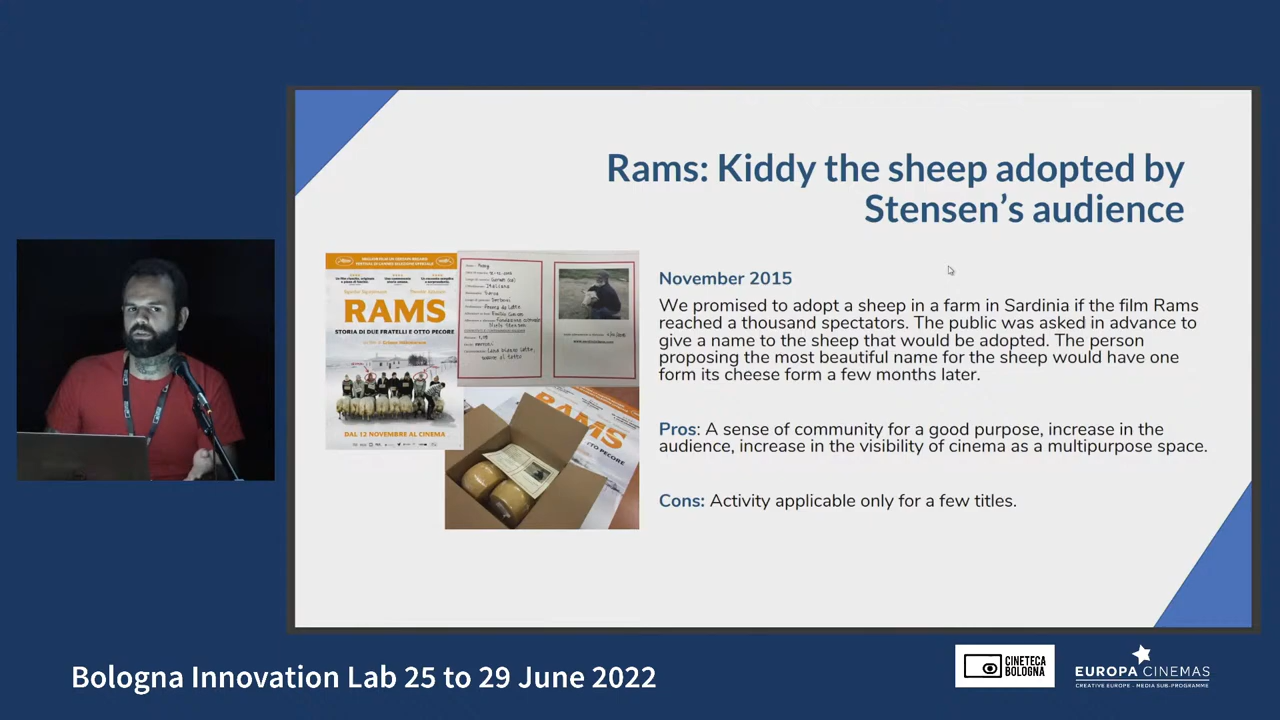 Rams: Kiddy the sheep adopted by
Stensen’s audience
RAMS
STORIA DI DUE FRATELLI E OTTO PECORE
DAL 12 NOVEMBRE AL CINEMA
RAMS
November 2015
We promised to adopt a sheep in a farm in Sardinia if the film Rams
reached a thousand spectators. The public was asked in advance to
give a name to the sheep that would be adopted. The person
proposing the most beautiful name for the sheep would have one
form its cheese form a few months later.
Pros: A sense of community for a good purpose, increase in the
audience, increase in the visibility of cinema as a multipurpose space.
Cons: Activity applicable only for a few titles.
Bologna Innovation Lab 25 to 29 June 2022
CINETECA
BOLOGNA
EUROPA CINEMAS
CREATIVE EUROPE - MEDIA SUB-PROGRAMME